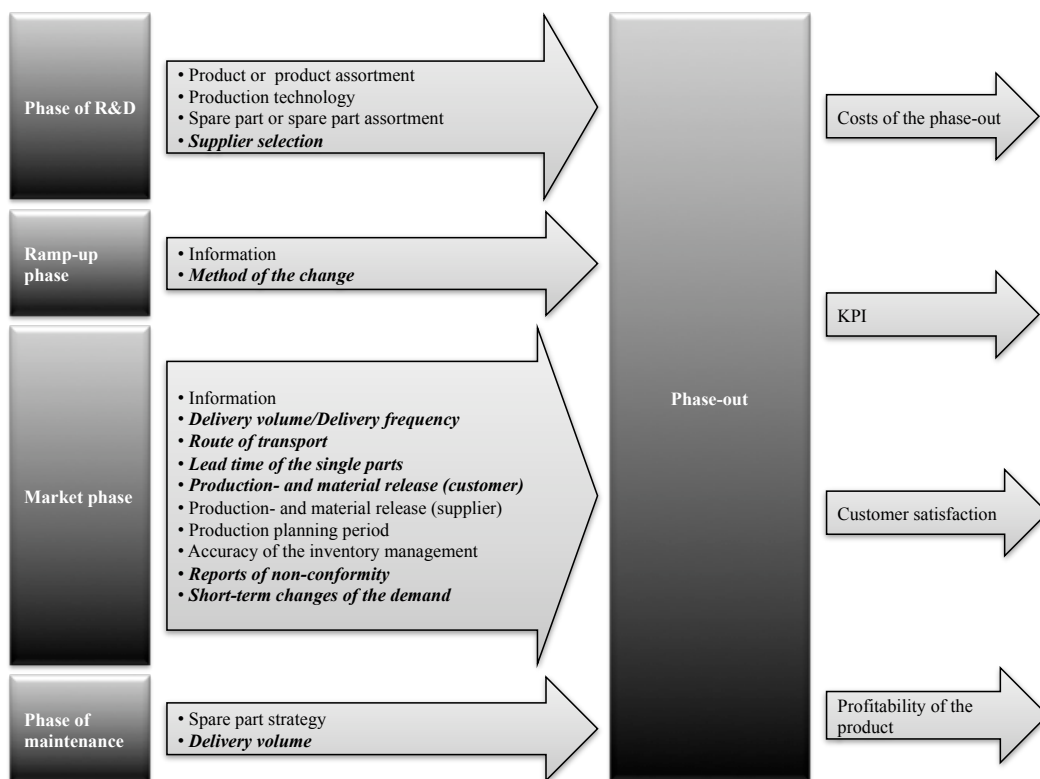 Phase of R&D
• Product or product assortment
• Production technology
• Spare part or spare part assortment
• Supplier selection
Ramp-up
phase
• Information
• Method of the change
Market phase
• Information
• Delivery volume/Delivery frequency
• Route of transport
• Lead time of the single parts
• Production- and material release (customer)
• Production- and material release (supplier)
• Production planning period
• Accuracy of the inventory management
• Reports of non-conformity
• Short-term changes of the demand
Phase of
maintenance
• Spare part strategy
• Delivery volume
Phase-out
Costs of the phase-out
KPI
Customer satisfaction
Profitability of the
product